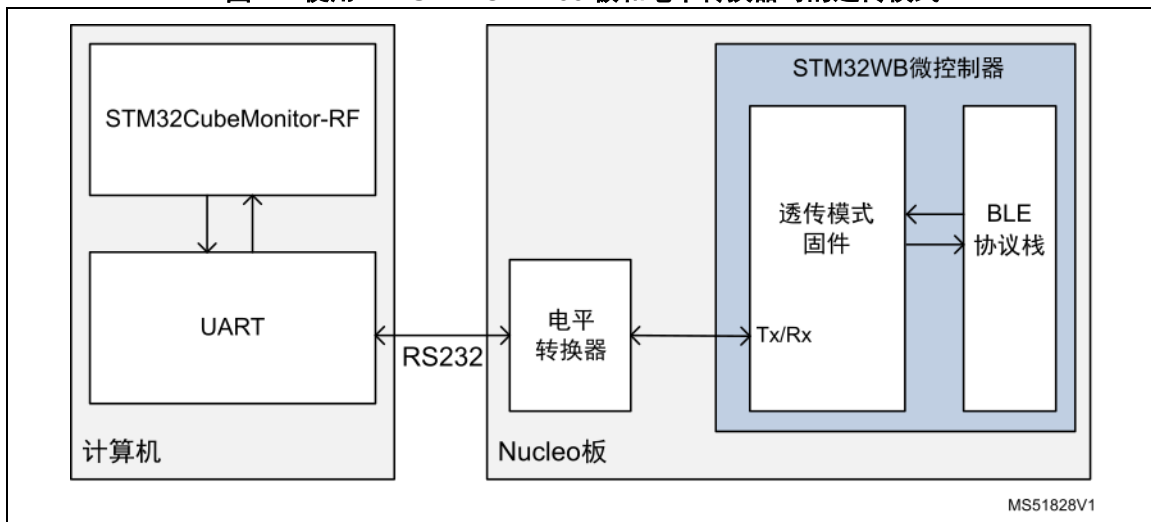 STM32WB微控制器
STM32CubeMonitor-RF
透传模式
固件
BLE
协议栈
UART
RS232
电平
转换器
Tx/Rx
计算机
Nucleo板
MS51828V1